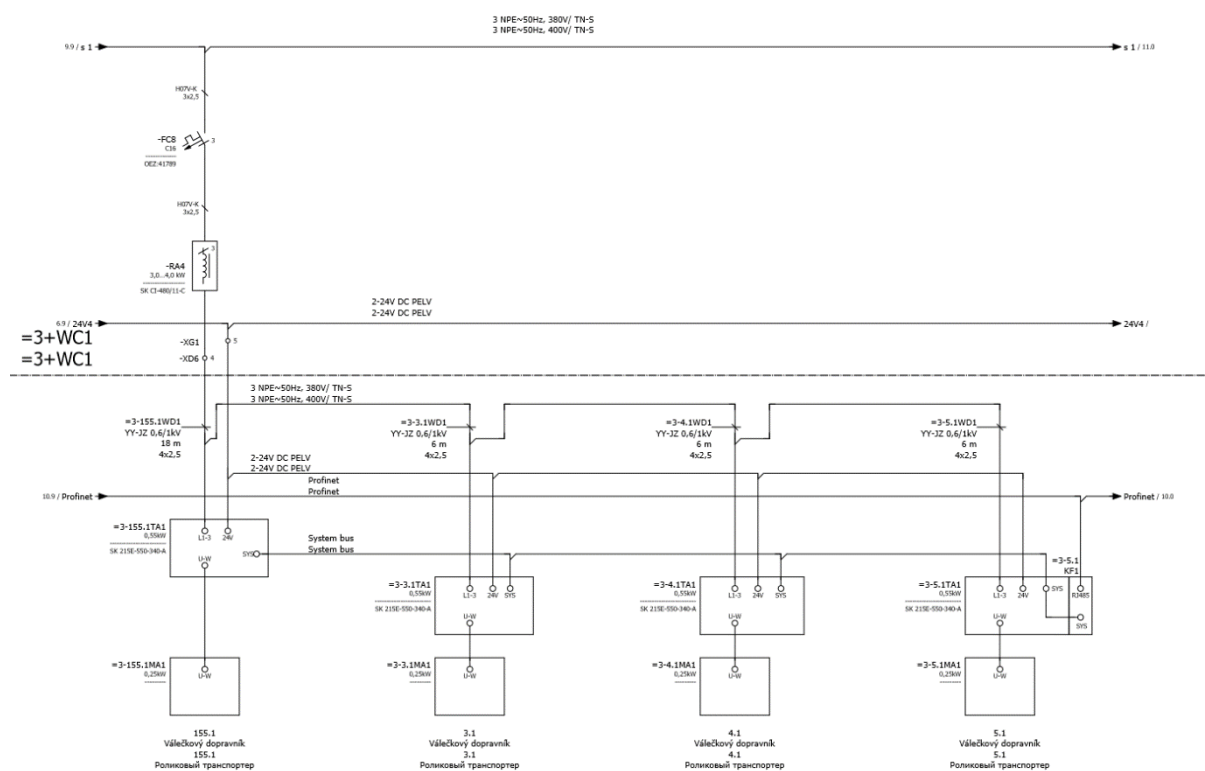 3 NPE~50Hz, 380V/ TN-S
3 NPE~50Hz, 400V/ TN-S
9.9 / s 1
s 1 / 11.0
H07V-K
3x2,5
-FC8
C16
OEZ:41789
3
H07V-K
3x2,5
-RA4
3,0...4,0 kW
SK CI-480/11-C
3
2-24V DC PELV
2-24V DC PELV
6.9 / 24V4
24V4 /
=3+WC1
=3+WC1
-XG1
5
-XD6
4
3 NPE~50Hz, 380V/ TN-S
3 NPE~50Hz, 400V/ TN-S
=3-155.1WD1
YY-JZ 0,6/1kV
18 m
4x2,5
=3-3.1WD1
YY-JZ 0,6/1kV
6 m
4x2,5
=3-4.1WD1
YY-JZ 0,6/1kV
6 m
4x2,5
=3-5.1WD1
YY-JZ 0,6/1kV
6 m
4x2,5
2-24V DC PELV
2-24V DC PELV
Profinet
Profinet
10.9 / Profinet
Profinet / 10.0
=3-155.1TA1
0,55kW
SK 215E-550-340-A
L1-3 24V
SYS
U-W
System bus
System bus
=3-3.1TA1
0,55kW
SK 215E-550-340-A
L1-3 24V SYS
U-W
=3-4.1TA1
0,55kW
SK 215E-550-340-A
L1-3 24V SYS
U-W
=3-5.1TA1
0,55kW
SK 215E-550-340-A
L1-3 24V SYS
U-W
=3-5.1
KF1
RJ485
SYS
=3-155.1MA1
0,25kW
U-W
=3-3.1MA1
0,25kW
U-W
=3-4.1MA1
0,25kW
U-W
=3-5.1MA1
0,25kW
U-W
155.1
Válečkový dopravník
155.1
Роликовый транспортер
3.1
Válečkový dopravník
3.1
Роликовый транспортер
4.1
Válečkový dopravník
4.1
Роликовый транспортер
5.1
Válečkový dopravník
5.1
Роликовый транспортер